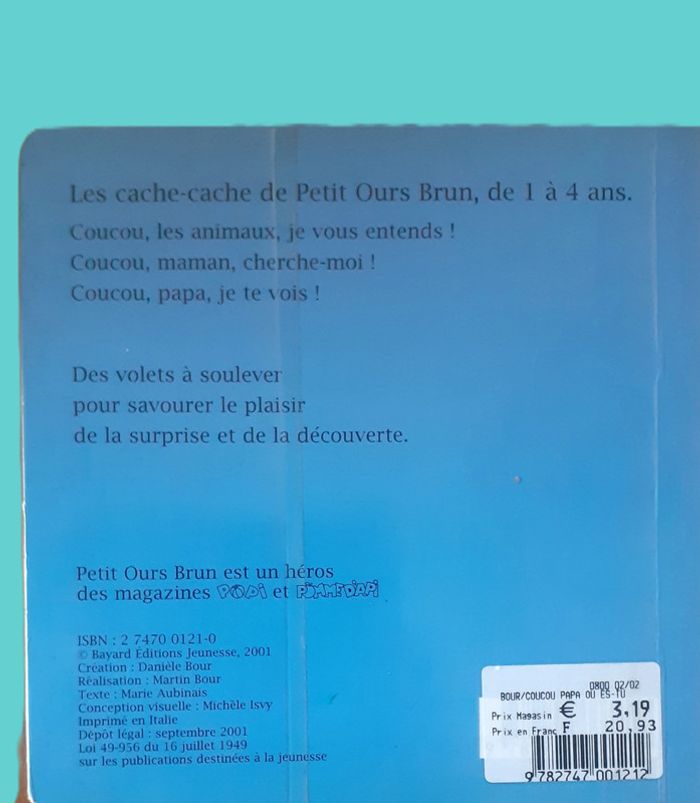 Les cache-cache de Petit Ours Brun, de 1 à 4 ans.
Coucou, les animaux, je vous entends !
Coucou, maman, cherche-moi !
Coucou, papa, je te vois !
Des volets à soulever
pour savourer le plaisir
de la surprise et de la découverte.
Petit Ours Brun est un héros
des magazines POPi et POMME D'API
ISBN : 2 7470 0121-0
© Bayard Éditions Jeunesse, 2001
Création : Danièle Bour
Réalisation : Martin Bour
Texte : Marie Aubinais
Conception visuelle : Michèle Isvy
Imprimé en Italie
Dépôt légal : septembre 2001
Loi 49-956 du 16 juillet 1949
sur les publications destinées à la jeunesse
0800 02/02
BOUR/COUCOU PAPA OU ES-TU
Prix Magasin € 3,19
Prix en Franc F 20,93
9 782747 001212